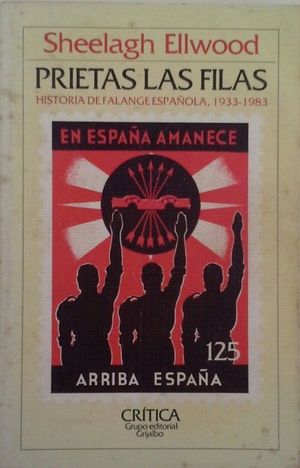 Sheelagh Ellwood
PRIETAS LAS FILAS
HISTORIA DE FALANGE ESPAÑOLA, 1933-1983
EN ESPAÑA AMANECE
125
ARRIBA ESPAÑA
CRÍTICA
Grupo editorial
Grijalbo